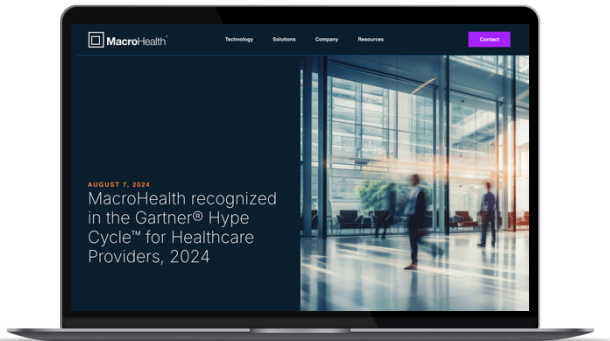 MacroHealth
Technology
Solutions
Company
Resources
Contact
AUGUST 7, 2024
MacroHealth recognized
in the Gartner® Hype
Cycle™ for Healthcare
Providers, 2024